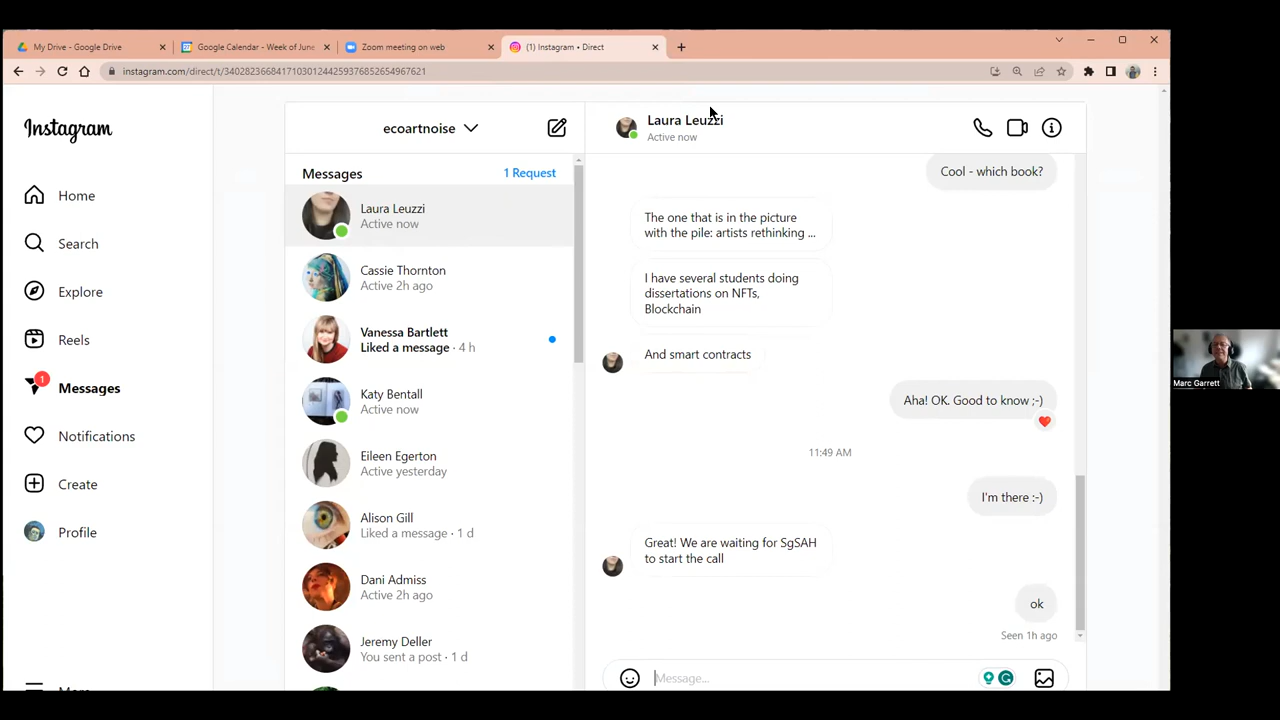 My Drive - Google Drive
Google Calendar - Week of June
Zoom meeting on web
(1) Instagram • Direct
instagram.com/direct/t/340282366841710301244259376852654967621
Instagram
Home
Search
Explore
Reels
1
Messages
Notifications
Create
Profile
ecoartnoise
Messages
1 Request
Laura Leuzzi
Active now
Cassie Thornton
Active 2h ago
Vanessa Bartlett
Liked a message · 4 h
Katy Bentall
Active now
Eileen Egerton
Active yesterday
Alison Gill
Liked a message · 1 d
Dani Admiss
Active 2h ago
Jeremy Deller
You sent a post · 1 d
Laura Leuzzi
Active now
Cool - which book?
The one that is in the picture
with the pile: artists rethinking ...
I have several students doing
dissertations on NFTs,
Blockchain
And smart contracts
Aha! OK. Good to know ;-)
11:49 AM
I'm there :-)
Great! We are waiting for SgSAH
to start the call
ok
Seen 1h ago
Message...
Marc Garrett